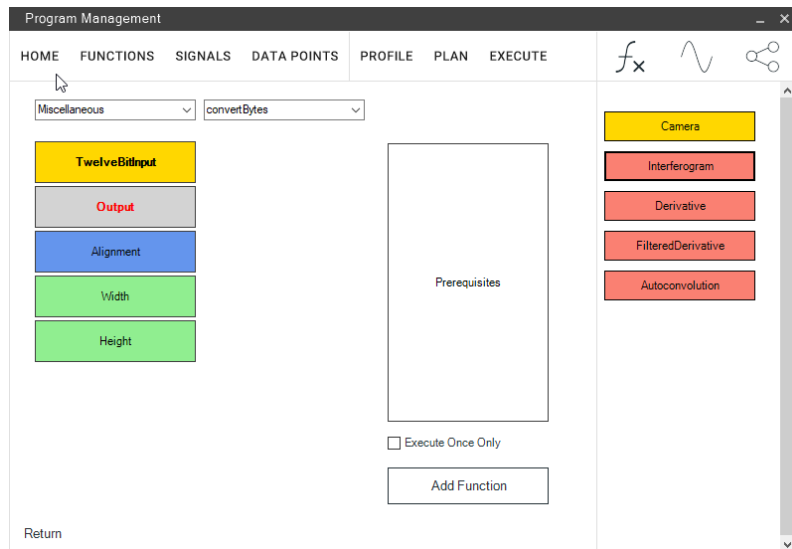 Program Management
HOME FUNCTIONS SIGNALS DATA POINTS PROFILE PLAN EXECUTE
fx
Miscellaneous convertBytes
Camera
TwelveBitInput
Interferogram
Output
Derivative
Alignment
FilteredDerivative
Width
Prerequisites
Autoconvolution
Height
Execute Once Only
Add Function
Return